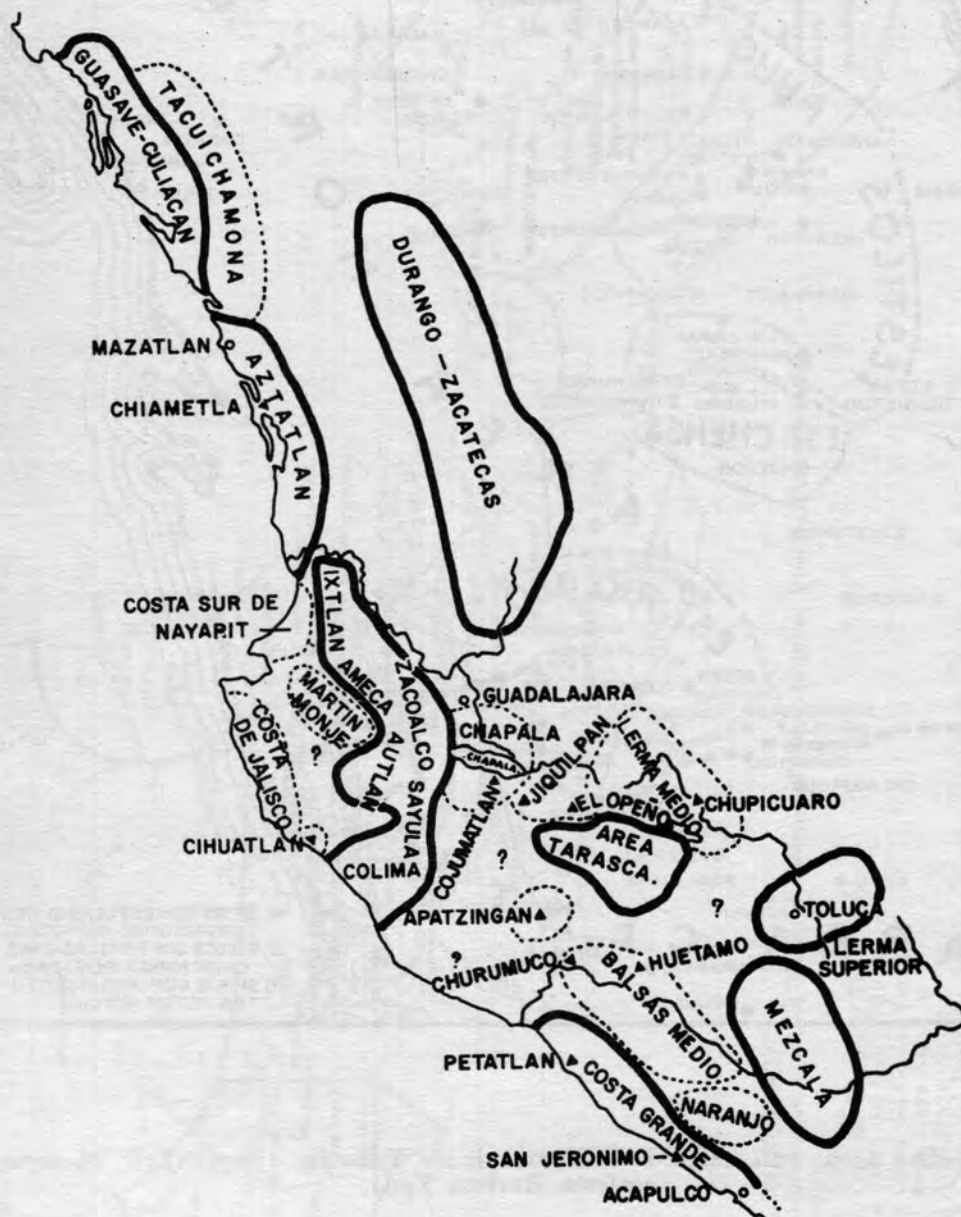 GUASAVE-CULIACAN
TACUICHAMONA
DURANGO — ZACATECAS
MAZATLAN
AZTATLAN
CHIAMETLA
COSTA SUR DE
NAYARIT
IXTLAN
AMECA
ZACOALCO
SAYULA
MARTIN
MONJE
?
AUTLAN
COSTA
DE JALISCO
GUADALAJARA
CHAPALA
CHAPALA
JIQUILPAN
LERMA MEDIO
CHUPICUARO
EL OPEÑO
CIHUATLAN
COLIMA
COJUMATLAN
?
AREA
TARASCA.
APATZINGAN
?
TOLUCA
LERMA
SUPERIOR
?
CHURUMUCO
HUETAMO
BALSAS MEDIO
MEZCALA
PETATLAN
COSTA GRANDE
NARANJO
SAN JERONIMO
ACAPULCO